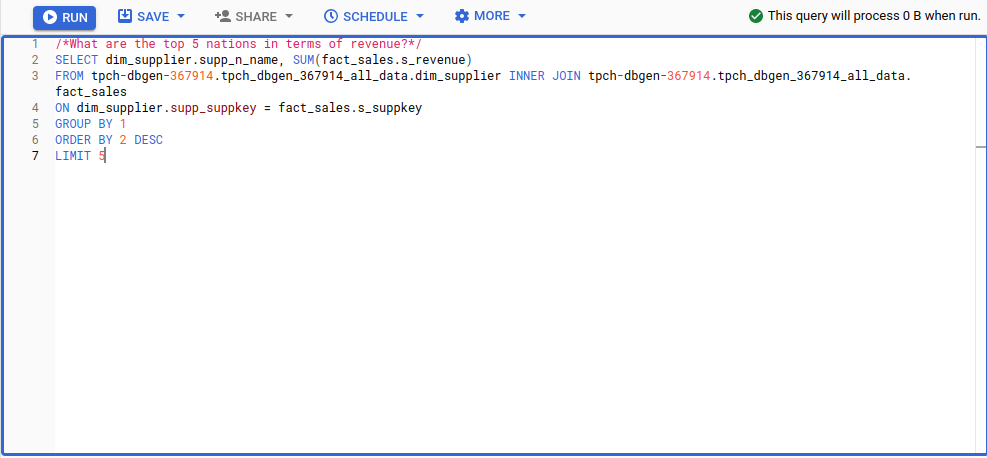 RUN SAVE SHARE SCHEDULE MORE This query will process 0 B when run.
1 /*What are the top 5 nations in terms of revenue?*/
2 SELECT dim_supplier.supp_n_name, SUM(fact_sales.s_revenue)
3 FROM tpch-dbgen-367914.tpch_dbgen_367914_all_data.dim_supplier INNER JOIN tpch-dbgen-367914.tpch_dbgen_367914_all_data.
fact_sales
4 ON dim_supplier.supp_suppkey = fact_sales.s_suppkey
5 GROUP BY 1
6 ORDER BY 2 DESC
7 LIMIT 5